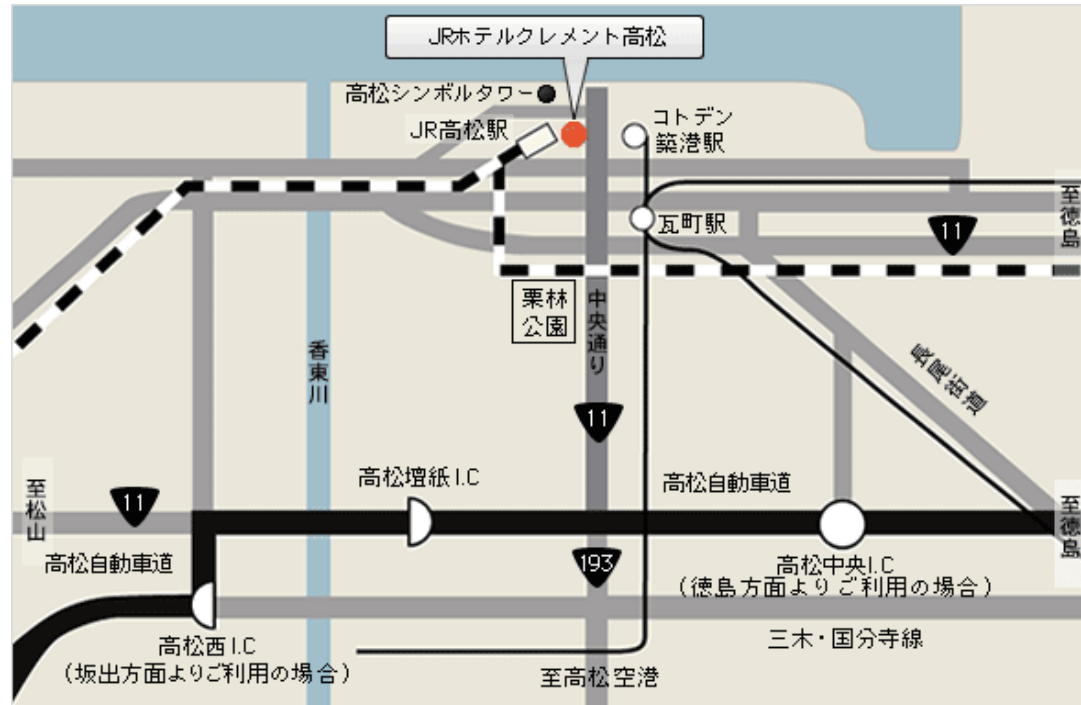 JRホテルクレメント高松
高松シンボルタワー
JR高松駅
コトデン
築港駅
至徳島
瓦町駅
11
栗林
公園
中央通り
香東川
長尾街道
11
至松山
11
高松壇紙I.C
高松自動車道
至徳島
高松自動車道
193
高松中央I.C
(徳島方面よりご利用の場合)
高松西I.C
(坂出方面よりご利用の場合)
三木・国分寺線
至高松空港